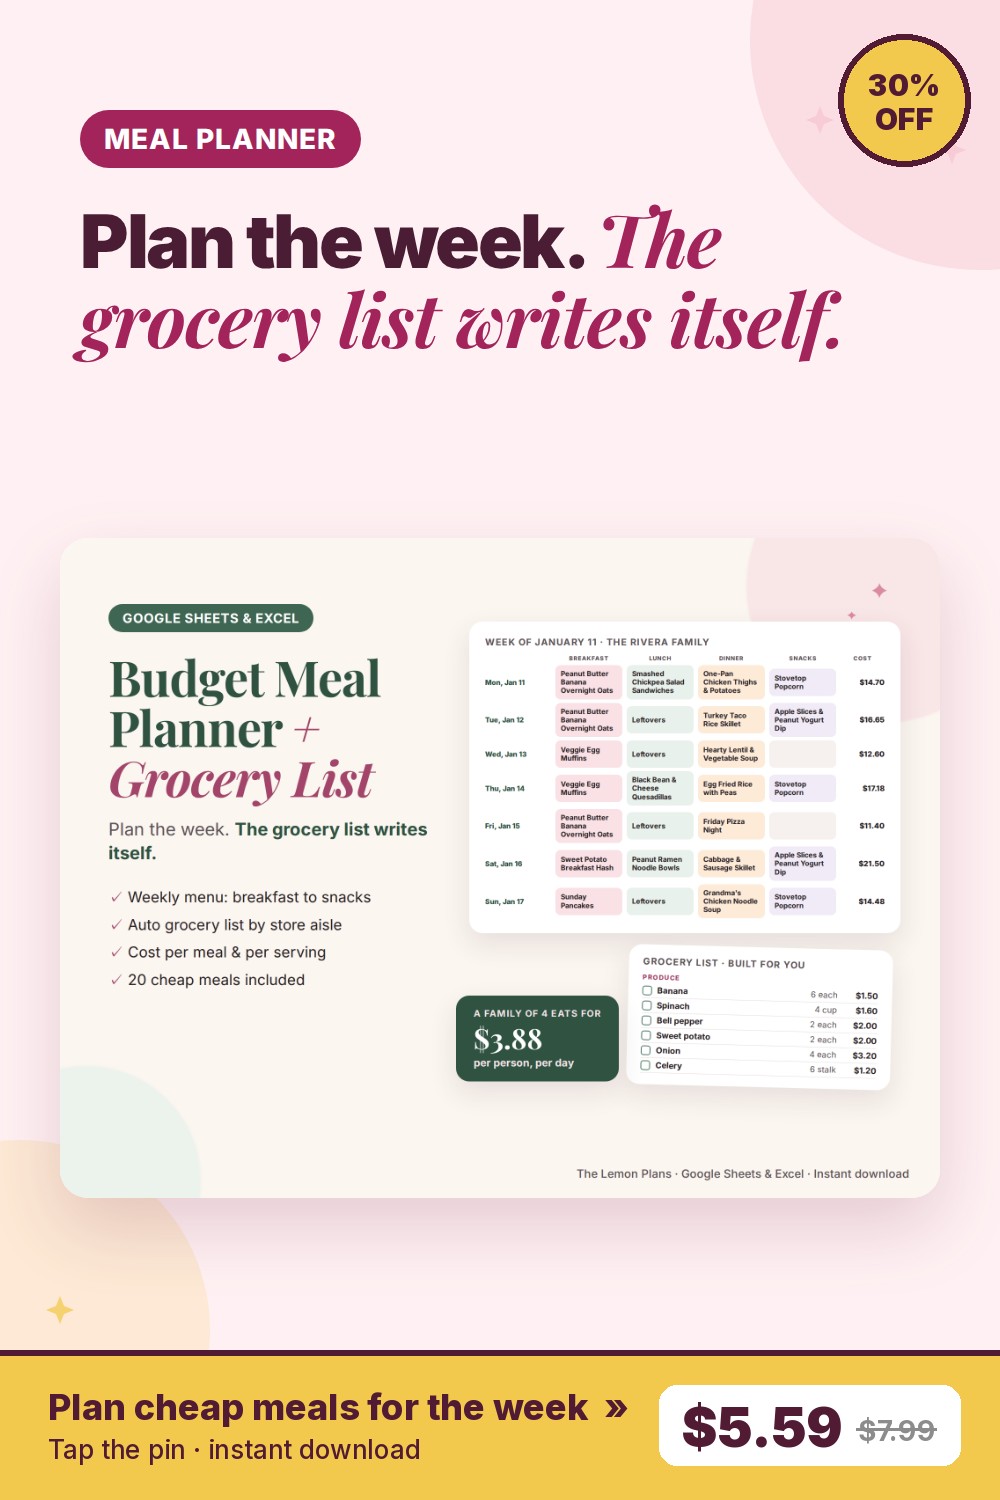 30%
OFF
MEAL PLANNER
Plan the week. The
grocery list writes itself.
GOOGLE SHEETS & EXCEL
Budget Meal
Planner +
Grocery List
Plan the week. The grocery list writes
itself.
✓ Weekly menu: breakfast to snacks
✓ Auto grocery list by store aisle
✓ Cost per meal & per serving
✓ 20 cheap meals included
WEEK OF JANUARY 11 · THE RIVERA FAMILY
BREAKFAST LUNCH DINNER SNACKS COST
Mon, Jan 11
Peanut Butter
Banana
Overnight Oats
Smashed
Chickpea Salad
Sandwiches
One-Pan
Chicken Thighs
& Potatoes
Stovetop
Popcorn
$14.70
Tue, Jan 12
Peanut Butter
Banana
Overnight Oats
Leftovers
Turkey Taco
Rice Skillet
Apple Slices &
Peanut Yogurt
Dip
$16.65
Wed, Jan 13
Veggie Egg
Muffins
Leftovers
Hearty Lentil &
Vegetable Soup
$12.60
Thu, Jan 14
Veggie Egg
Muffins
Black Bean &
Cheese
Quesadillas
Egg Fried Rice
with Peas
Stovetop
Popcorn
$17.18
Fri, Jan 15
Peanut Butter
Banana
Overnight Oats
Leftovers
Friday Pizza
Night
$11.40
Sat, Jan 16
Sweet Potato
Breakfast Hash
Peanut Ramen
Noodle Bowls
Cabbage &
Sausage Skillet
Apple Slices &
Peanut Yogurt
Dip
$21.50
Sun, Jan 17
Sunday
Pancakes
Leftovers
Grandma's
Chicken Noodle
Soup
Stovetop
Popcorn
$14.48
A FAMILY OF 4 EATS FOR
$3.88
per person, per day
GROCERY LIST · BUILT FOR YOU
PRODUCE
Banana 6 each $1.50
Spinach 4 cup $1.60
Bell pepper 2 each $2.00
Sweet potato 2 each $2.00
Onion 4 each $3.20
Celery 6 stalk $1.20
The Lemon Plans · Google Sheets & Excel · Instant download
Plan cheap meals for the week »
Tap the pin · instant download
$5.59 $7.99